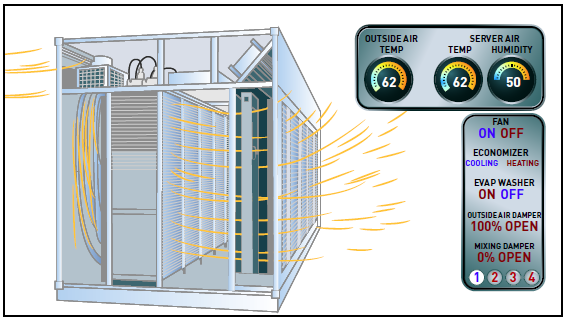 OUTSIDE AIR
TEMP
SERVER AIR
TEMP
HUMIDITY
62
62
50
FAN
ON OFF
ECONOMIZER
COOLING HEATING
EVAP WASHER
ON OFF
OUTSIDE AIR DAMPER
100% OPEN
MIXING DAMPER
0% OPEN
1 2 3 4